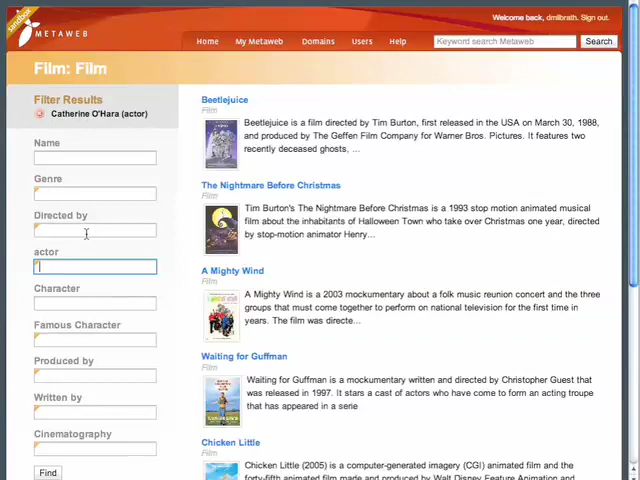 sandbox
METAWEB
Welcome back, dmilbrath. Sign out.
Home My Metaweb Domains Users Help
Keyword search Metaweb Search
Film: Film
Filter Results
Catherine O'Hara (actor)
Name
Genre
Directed by
actor
Character
Famous Character
Produced by
Written by
Cinematography
Find
Beetlejuice
Film
Beetlejuice is a film directed by Tim Burton, first released in the USA on March 30, 1988,
and produced by The Geffen Film Company for Warner Bros. Pictures. It features two
recently deceased ghosts, ...
The Nightmare Before Christmas
Film
Tim Burton's The Nightmare Before Christmas is a 1993 stop motion animated musical
film about the inhabitants of Halloween Town who take over Christmas one year, directed
by stop-motion animator Henry...
A Mighty Wind
Film
A Mighty Wind is a 2003 mockumentary about a folk music reunion concert and the three
groups that must come together to perform on national television for the first time in
years. The film was directe...
Waiting for Guffman
Film
Waiting for Guffman is a mockumentary written and directed by Christopher Guest that
was released in 1997. It stars a cast of actors who have come to form an acting troupe
that has appeared in a serie
Chicken Little
Film
Chicken Little (2005) is a computer-generated imagery (CGI) animated film and the
forty-fifth animated film made and produced by Walt Disney Feature Animation and